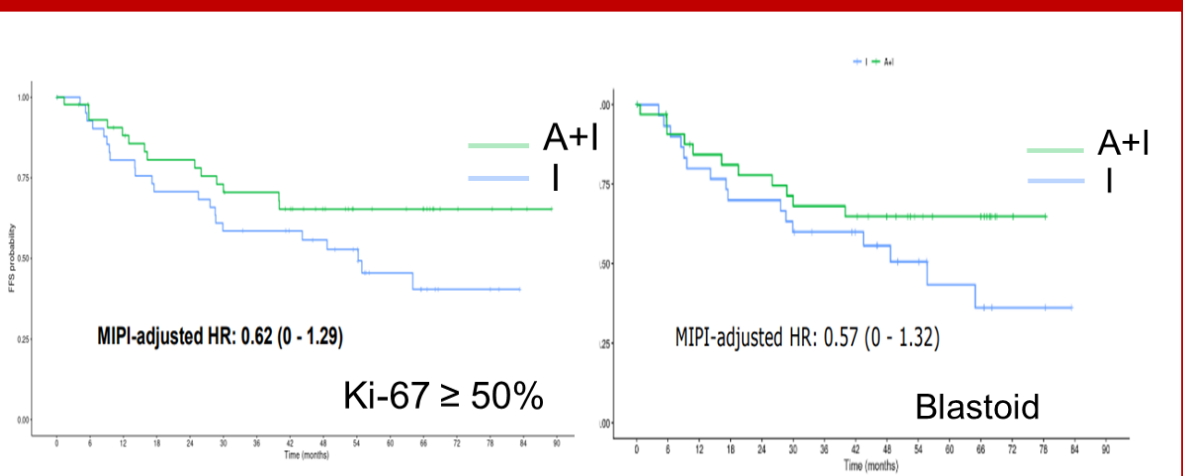 I A+I
1.00
0.75
0.50
0.25
0.00
FFS probability
A+I
I
MIPI-adjusted HR: 0.62 (0 - 1.29)
Ki-67 ≥ 50%
0 6 12 18 24 30 36 42 48 54 60 66 72 78 84 90
Time (months)
.00
.75
.50
.25
.00
A+I
I
MIPI-adjusted HR: 0.57 (0 - 1.32)
Blastoid
0 6 12 18 24 30 36 42 48 54 60 66 72 78 84 90
Time (months)